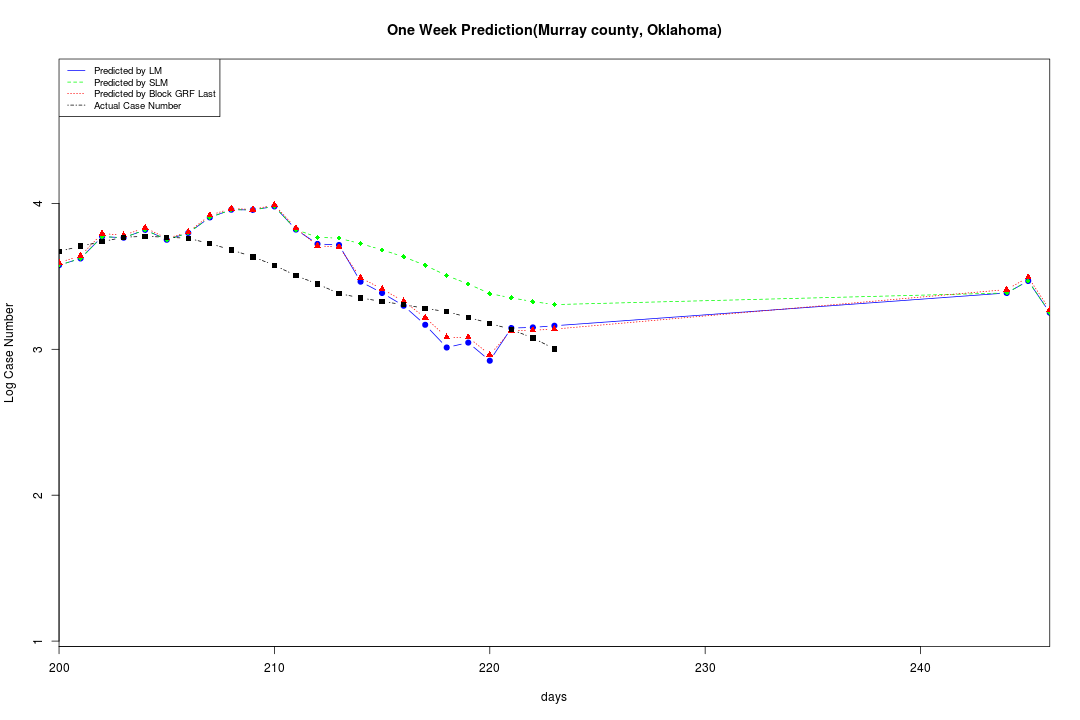 One Week Prediction(Murray county, Oklahoma)
Predicted by LM
Predicted by SLM
Predicted by Block GRF Last
Actual Case Number
Log Case Number
4
3
2
1
200 210 220 230 240
days